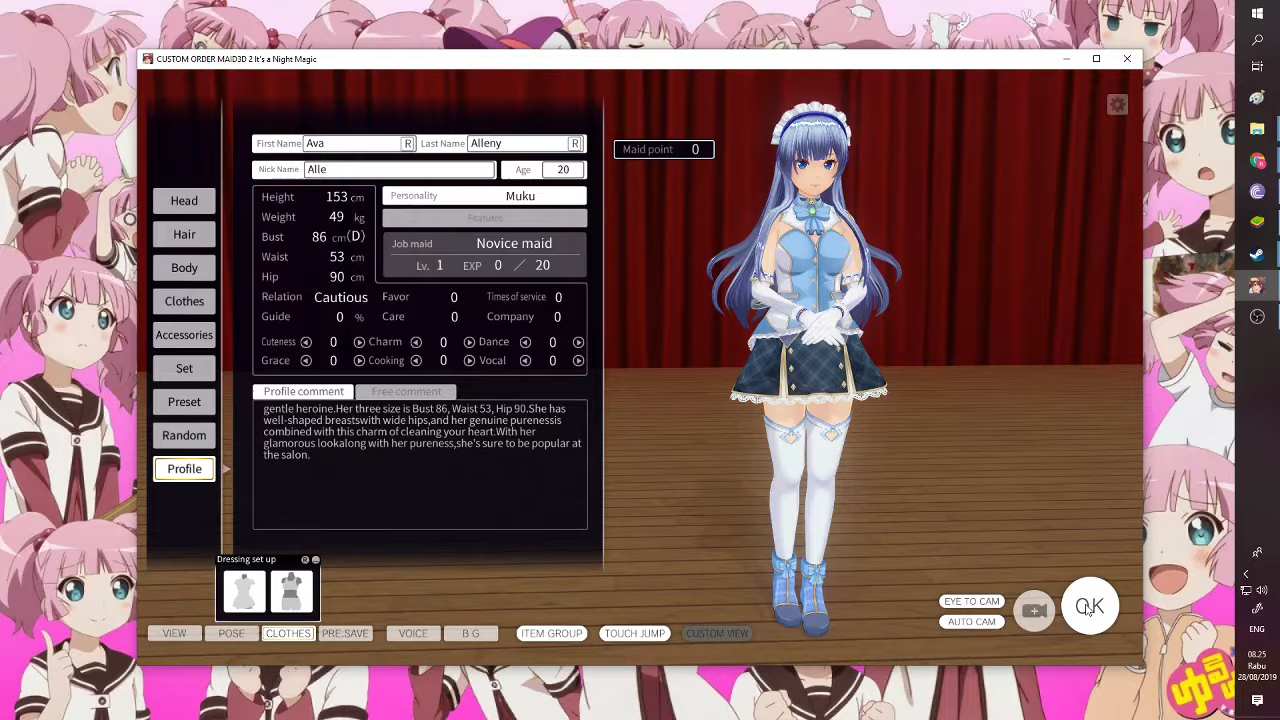 CUSTOM ORDER MAID3D 2 It's a Night Magic
First Name Ava R Last Name Alleny R
Nick Name Alle Age 20
Maid point 0
Height 153 cm
Weight 49 kg
Bust 86 cm(D)
Waist 53 cm
Hip 90 cm
Personality Muku
Features
Job maid Novice maid
Lv. 1 EXP 0 / 20
Relation Cautious Favor 0 Times of service 0
Guide 0 % Care 0 Company 0
Cuteness 0 Charm 0 Dance 0
Grace 0 Cooking 0 Vocal 0
Head
Hair
Body
Clothes
Accessories
Set
Preset
Random
Profile
Profile comment Free comment
gentle heroine.Her three size is Bust 86, Waist 53, Hip 90.She has
well-shaped breastswith wide hips,and her genuine purenessis
combined with this charm of cleaning your heart.With her
glamorous lookalong with her pureness,she's sure to be popular at
the salon.
Dressing set up
VIEW POSE CLOTHES PRE:SAVE VOICE B G ITEM GROUP TOUCH JUMP CUSTOM VIEW
EYE TO CAM
AUTO CAM
OK
ENG
08.25
Rabu
28/08/2019